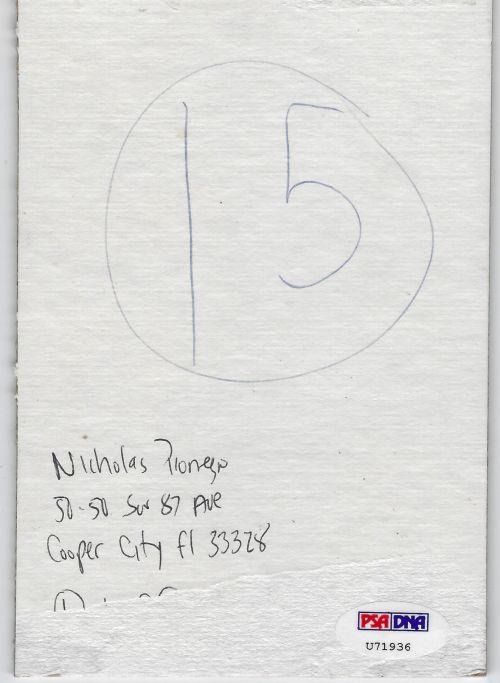 15
Nicholas
50-50 SW 87 Ave
Cooper City Fl 33328
PSA DNA
U71936